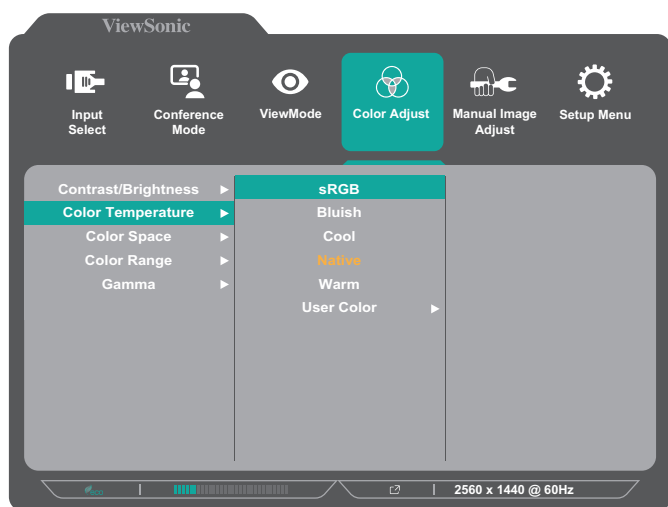 ViewSonic
Input
Select
Conference
Mode
ViewMode
Color Adjust
Manual Image
Adjust
Setup Menu
Contrast/Brightness
Color Temperature
Color Space
Color Range
Gamma
sRGB
Bluish
Cool
Native
Warm
User Color
eco
2560 x 1440 @ 60Hz